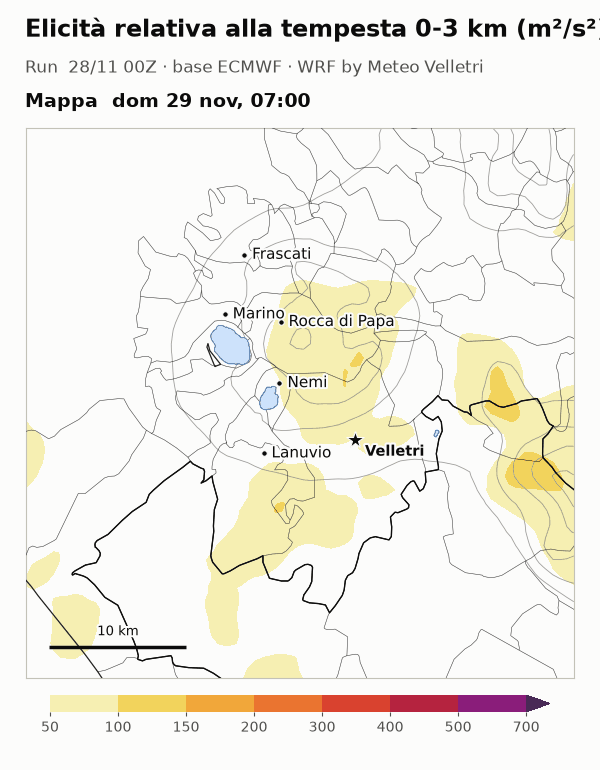 Elicità relativa alla tempesta 0-3 km (m²/s²)
Run 28/11 00Z · base ECMWF · WRF by Meteo Velletri
Mappa dom 29 nov, 07:00
Frascati
Marino
Rocca di Papa
Nemi
Velletri
Lanuvio
10 km
50 100 150 200 300 400 500 700